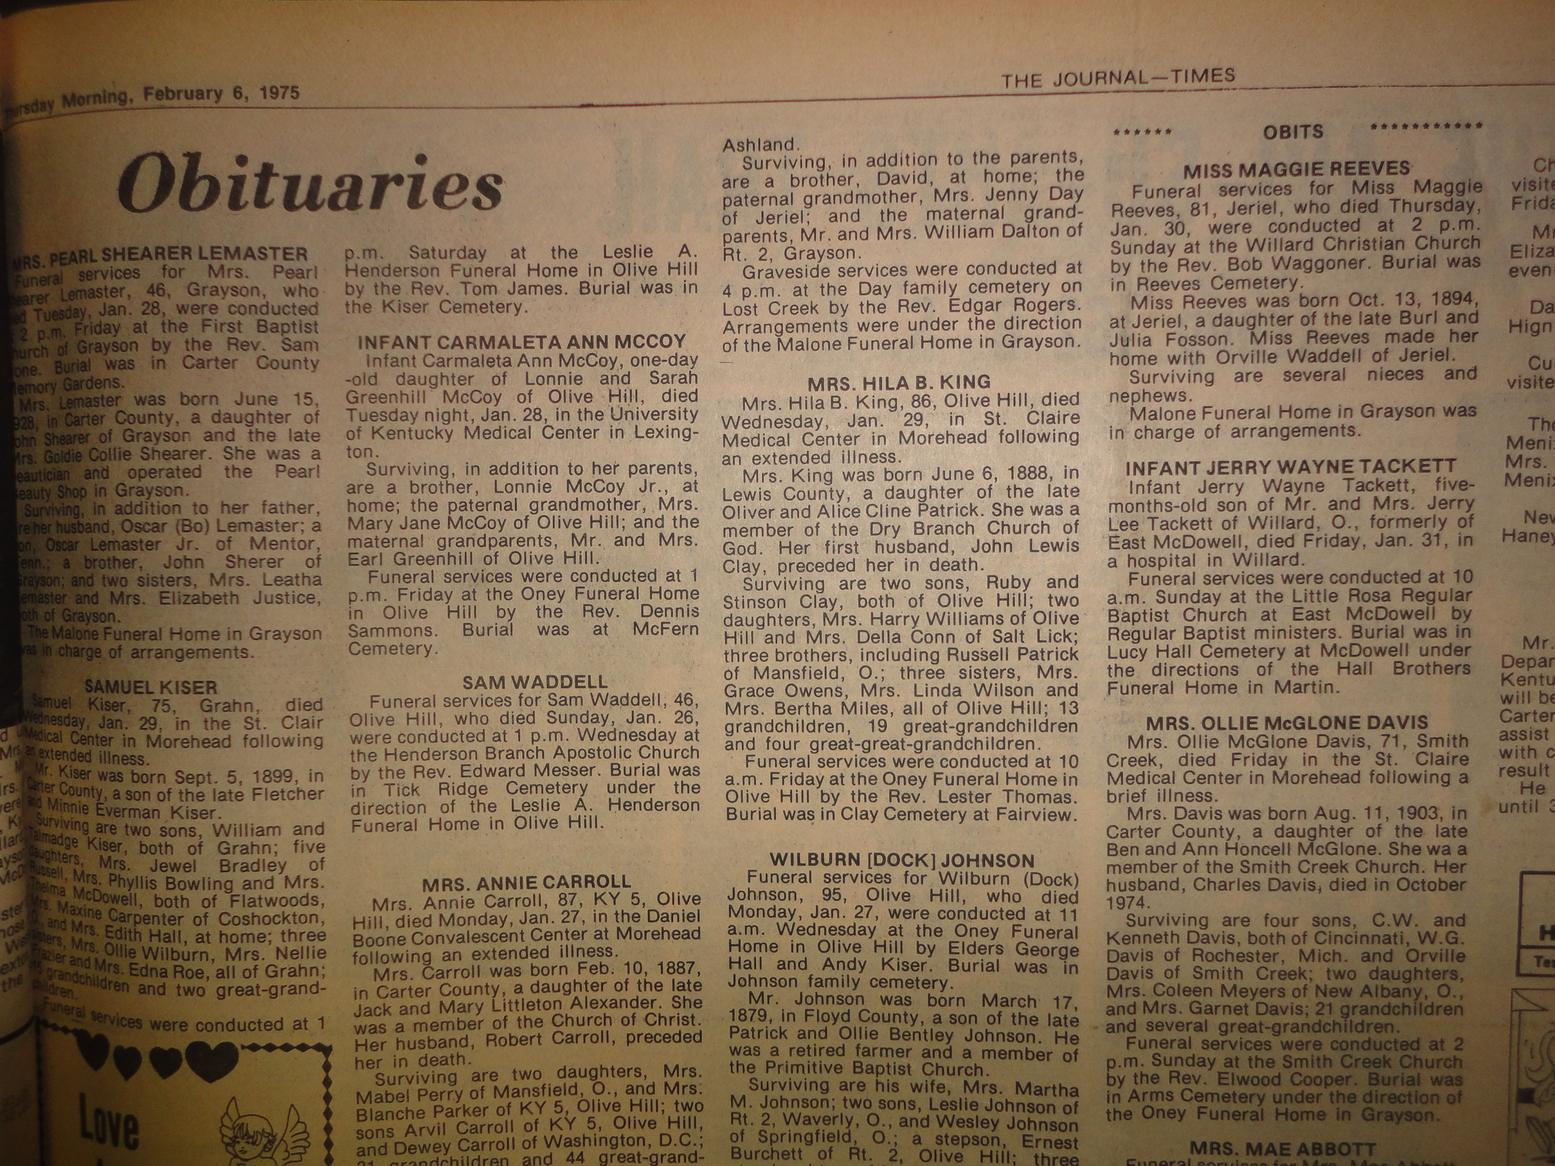 Morning, February 6, 1975
THE JOURNAL—TIMES
Obituaries
MRS. PEARL SHEARER LEMASTER
Funeral services for Mrs. Pearl
Lemaster, 46, Grayson, who
Tuesday, Jan. 28, were conducted
2 p.m. Friday at the First Baptist
of Grayson by the Rev. Sam
Burial was in Carter County
Gardens.
Mrs. Lemaster was born June 15,
in Carter County, a daughter of
Shearer of Grayson and the late
Goldie Collie Shearer. She was a
and operated the Pearl
Shop in Grayson.
Surviving, in addition to her father,
her husband, Oscar (Bo) Lemaster; a
Oscar Lemaster Jr. of Mentor,
a brother, John Sherer of
and two sisters, Mrs. Leatha
and Mrs. Elizabeth Justice,
of Grayson.
The Malone Funeral Home in Grayson
in charge of arrangements.
SAMUEL KISER
Samuel Kiser, 75, Grahn, died
Wednesday, Jan. 29, in the St. Clair
Medical Center in Morehead following
extended illness.
Mr. Kiser was born Sept. 5, 1899, in
County, a son of the late Fletcher
Minnie Everman Kiser.
Surviving are two sons, William and
Kiser, both of Grahn; five
Mrs. Jewel Bradley of
Mrs. Phyllis Bowling and Mrs.
McDowell, both of Flatwoods,
Maxine Carpenter of Coshockton,
and Mrs. Edith Hall, at home; three
Mrs. Ollie Wilburn, Mrs. Nellie
and Mrs. Edna Roe, all of Grahn;
grandchildren and two great-grand-
Funeral services were conducted at 1
Love
p.m. Saturday at the Leslie A.
Henderson Funeral Home in Olive Hill
by the Rev. Tom James. Burial was in
the Kiser Cemetery.
INFANT CARMALETA ANN MCCOY
Infant Carmaleta Ann McCoy, one-day
-old daughter of Lonnie and Sarah
Greenhill McCoy of Olive Hill, died
Tuesday night, Jan. 28, in the University
of Kentucky Medical Center in Lexing-
ton.
Surviving, in addition to her parents,
are a brother, Lonnie McCoy Jr., at
home; the paternal grandmother, Mrs.
Mary Jane McCoy of Olive Hill; and the
maternal grandparents, Mr. and Mrs.
Earl Greenhill of Olive Hill.
Funeral services were conducted at 1
p.m. Friday at the Oney Funeral Home
in Olive Hill by the Rev. Dennis
Sammons. Burial was at McFern
Cemetery.
SAM WADDELL
Funeral services for Sam Waddell, 46,
Olive Hill, who died Sunday, Jan. 26,
were conducted at 1 p.m. Wednesday at
the Henderson Branch Apostolic Church
by the Rev. Edward Messer. Burial was
in Tick Ridge Cemetery under the
direction of the Leslie A. Henderson
Funeral Home in Olive Hill.
MRS. ANNIE CARROLL
Mrs. Annie Carroll, 87, KY 5, Olive
Hill, died Monday, Jan. 27, in the Daniel
Boone Convalescent Center at Morehead
following an extended illness.
Mrs. Carroll was born Feb. 10, 1887,
in Carter County, a daughter of the late
Jack and Mary Littleton Alexander. She
was a member of the Church of Christ.
Her husband, Robert Carroll, preceded
her in death.
Surviving are two daughters, Mrs.
Mabel Perry of Mansfield, O., and Mrs.
Blanche Parker of KY 5, Olive Hill; two
sons Arvil Carroll of KY 5, Olive Hill,
and Dewey Carroll of Washington, D.C.;
grandchildren and 44 great-grand-
Ashland.
Surviving, in addition to the parents,
are a brother, David, at home; the
paternal grandmother, Mrs. Jenny Day
of Jeriel; and the maternal grand-
parents, Mr. and Mrs. William Dalton of
Rt. 2, Grayson.
Graveside services were conducted at
4 p.m. at the Day family cemetery on
Lost Creek by the Rev. Edgar Rogers.
Arrangements were under the direction
of the Malone Funeral Home in Grayson.
MRS. HILA B. KING
Mrs. Hila B. King, 86, Olive Hill, died
Wednesday, Jan. 29, in St. Claire
Medical Center in Morehead following
an extended illness.
Mrs. King was born June 6, 1888, in
Lewis County, a daughter of the late
Oliver and Alice Cline Patrick. She was a
member of the Dry Branch Church of
God. Her first husband, John Lewis
Clay, preceded her in death.
Surviving are two sons, Ruby and
Stinson Clay, both of Olive Hill; two
daughters, Mrs. Harry Williams of Olive
Hill and Mrs. Della Conn of Salt Lick;
three brothers, including Russell Patrick
of Mansfield, O.; three sisters, Mrs.
Grace Owens, Mrs. Linda Wilson and
Mrs. Bertha Miles, all of Olive Hill; 13
grandchildren, 19 great-grandchildren
and four great-great-grandchildren.
Funeral services were conducted at 10
a.m. Friday at the Oney Funeral Home in
Olive Hill by the Rev. Lester Thomas.
Burial was in Clay Cemetery at Fairview.
WILBURN [DOCK] JOHNSON
Funeral services for Wilburn (Dock)
Johnson, 95, Olive Hill, who died
Monday, Jan. 27, were conducted at 11
a.m. Wednesday at the Oney Funeral
Home in Olive Hill by Elders George
Hall and Andy Kiser. Burial was in
Johnson family cemetery.
Mr. Johnson was born March 17,
1879, in Floyd County, a son of the late
Patrick and Ollie Bentley Johnson. He
was a retired farmer and a member of
the Primitive Baptist Church.
Surviving are his wife, Mrs. Martha
M. Johnson; two sons, Leslie Johnson of
Rt. 2, Waverly, O., and Wesley Johnson
of Springfield, O.; a stepson, Ernest
Burchett of Rt. 2, Olive Hill; three
****** OBITS ***********
MISS MAGGIE REEVES
Funeral services for Miss Maggie
Reeves, 81, Jeriel, who died Thursday,
Jan. 30, were conducted at 2 p.m.
Sunday at the Willard Christian Church
by the Rev. Bob Waggoner. Burial was
in Reeves Cemetery.
Miss Reeves was born Oct. 13, 1894,
at Jeriel, a daughter of the late Burl and
Julia Fosson. Miss Reeves made her
home with Orville Waddell of Jeriel.
Surviving are several nieces and
nephews.
Malone Funeral Home in Grayson was
in charge of arrangements.
INFANT JERRY WAYNE TACKETT
Infant Jerry Wayne Tackett, five-
months-old son of Mr. and Mrs. Jerry
Lee Tackett of Willard, O., formerly of
East McDowell, died Friday, Jan. 31, in
a hospital in Willard.
Funeral services were conducted at 10
a.m. Sunday at the Little Rosa Regular
Baptist Church at East McDowell by
Regular Baptist ministers. Burial was in
Lucy Hall Cemetery at McDowell under
the directions of the Hall Brothers
Funeral Home in Martin.
MRS. OLLIE McGLONE DAVIS
Mrs. Ollie McGlone Davis, 71, Smith
Creek, died Friday in the St. Claire
Medical Center in Morehead following a
brief illness.
Mrs. Davis was born Aug. 11, 1903, in
Carter County, a daughter of the late
Ben and Ann Honcell McGlone. She wa a
member of the Smith Creek Church. Her
husband, Charles Davis, died in October
1974.
Surviving are four sons, C.W. and
Kenneth Davis, both of Cincinnati, W.G.
Davis of Rochester, Mich. and Orville
Davis of Smith Creek; two daughters,
Mrs. Coleen Meyers of New Albany, O.,
and Mrs. Garnet Davis; 21 grandchildren
and several great-grandchildren.
Funeral services were conducted at 2
p.m. Sunday at the Smith Creek Church
by the Rev. Elwood Cooper. Burial was
in Arms Cemetery under the direction of
the Oney Funeral Home in Grayson.
MRS. MAE ABBOTT